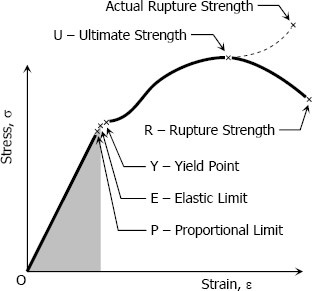 Actual Rupture Strength
U – Ultimate Strength
R – Rupture Strength
Y – Yield Point
E – Elastic Limit
P – Proportional Limit
Stress, σ
O
Strain, ε